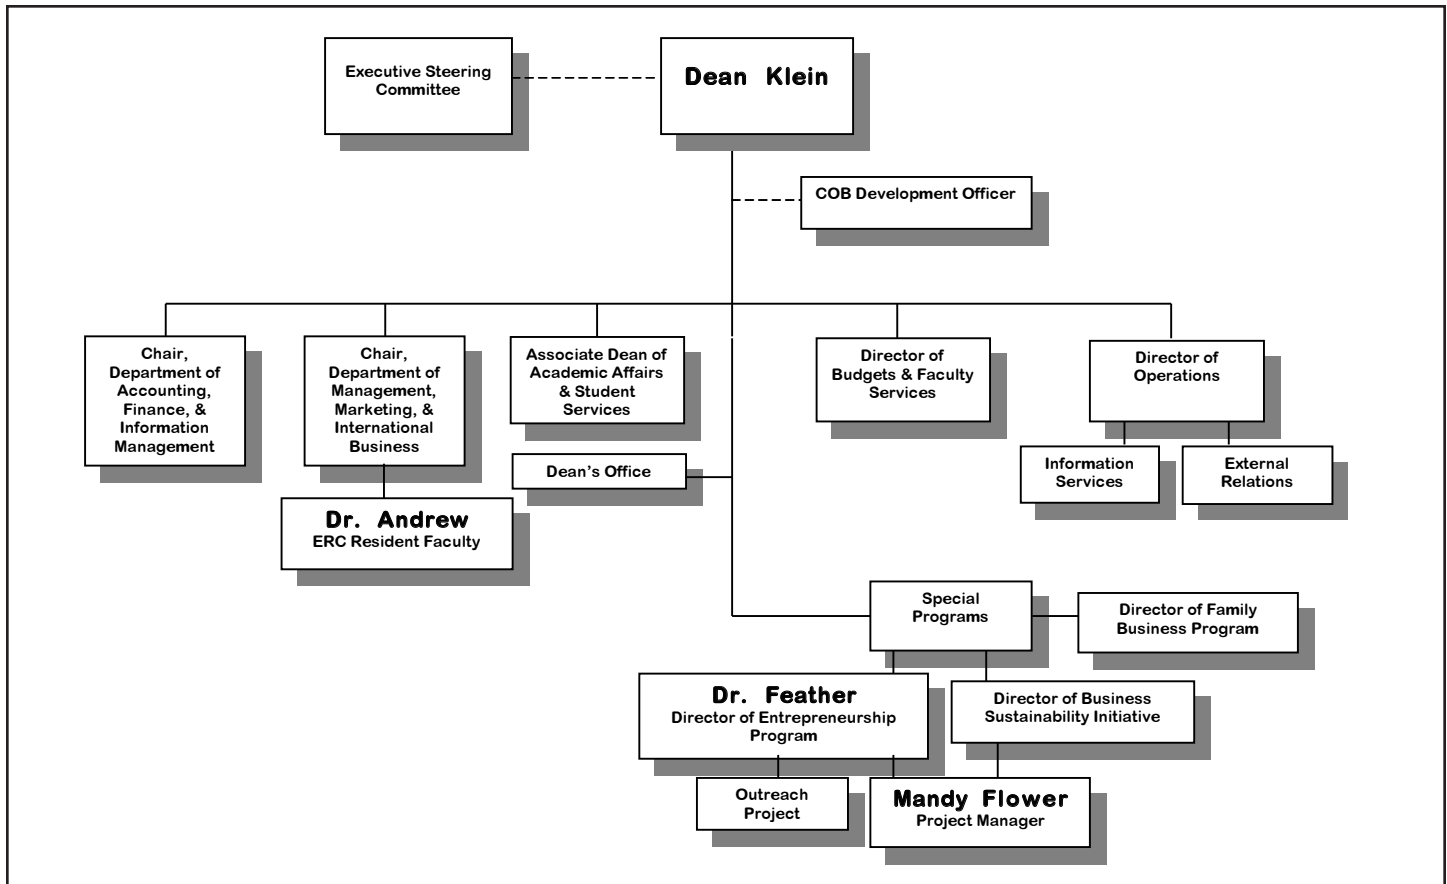 Executive Steering
Committee
Dean Klein
COB Development Officer
Chair,
Department of
Accounting,
Finance, &
Information
Management
Chair,
Department of
Management,
Marketing, &
International
Business
Associate Dean of
Academic Affairs
& Student
Services
Director of
Budgets & Faculty
Services
Director of
Operations
Dean's Office
Information
Services
External
Relations
Dr. Andrew
ERC Resident Faculty
Special
Programs
Director of Family
Business Program
Dr. Feather
Director of Entrepreneurship
Program
Director of Business
Sustainability Initiative
Outreach
Project
Mandy Flower
Project Manager